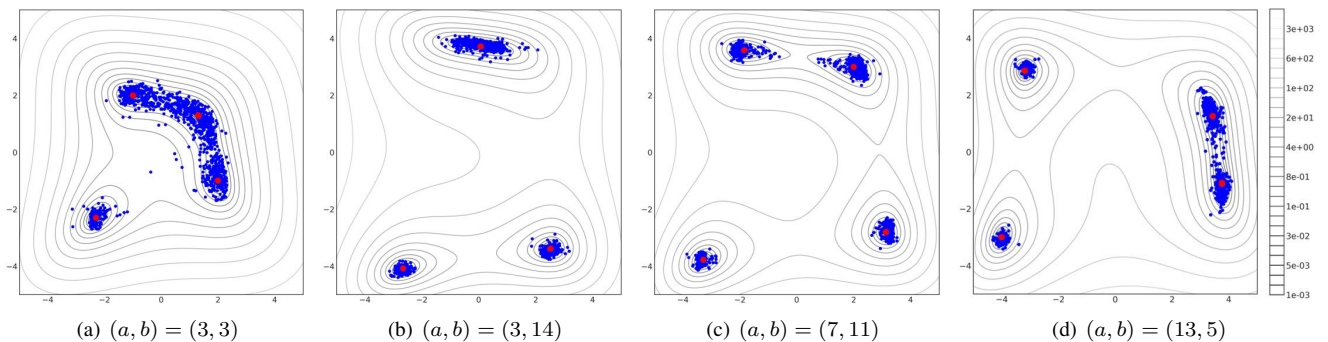 4
2
0
−2
−4
−4 −2 0 2 4
4
2
0
−2
−4
−4 −2 0 2 4
4
2
0
−2
−4
−4 −2 0 2 4
4
2
0
−2
−4
−4 −2 0 2 4
3e+03
6e+02
1e+02
2e+01
4e+00
8e-01
1e-01
3e-02
5e-03
1e-03
(a) (a, b) = (3, 3)
(b) (a, b) = (3, 14)
(c) (a, b) = (7, 11)
(d) (a, b) = (13, 5)